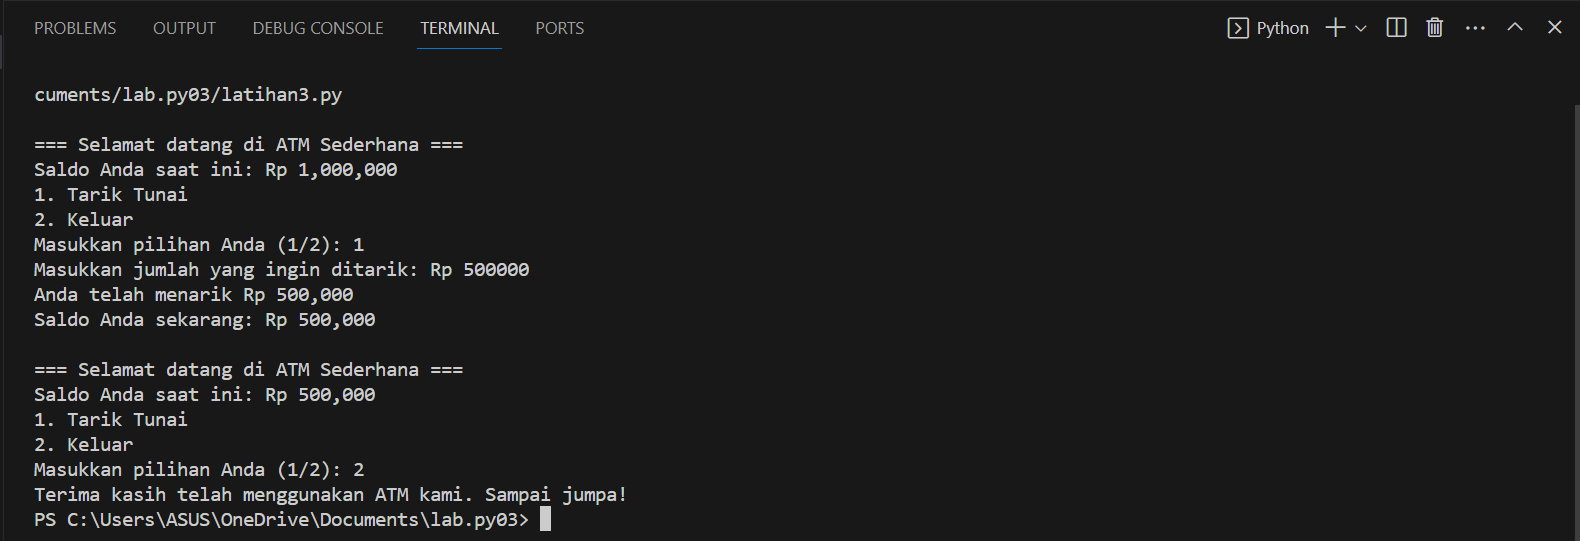 PROBLEMS OUTPUT DEBUG CONSOLE TERMINAL PORTS Python
cuments/lab.py03/latihan3.py
=== Selamat datang di ATM Sederhana ===
Saldo Anda saat ini: Rp 1,000,000
1. Tarik Tunai
2. Keluar
Masukkan pilihan Anda (1/2): 1
Masukkan jumlah yang ingin ditarik: Rp 500000
Anda telah menarik Rp 500,000
Saldo Anda sekarang: Rp 500,000
=== Selamat datang di ATM Sederhana ===
Saldo Anda saat ini: Rp 500,000
1. Tarik Tunai
2. Keluar
Masukkan pilihan Anda (1/2): 2
Terima kasih telah menggunakan ATM kami. Sampai jumpa!
PS C:\Users\ASUS\OneDrive\Documents\lab.py03>